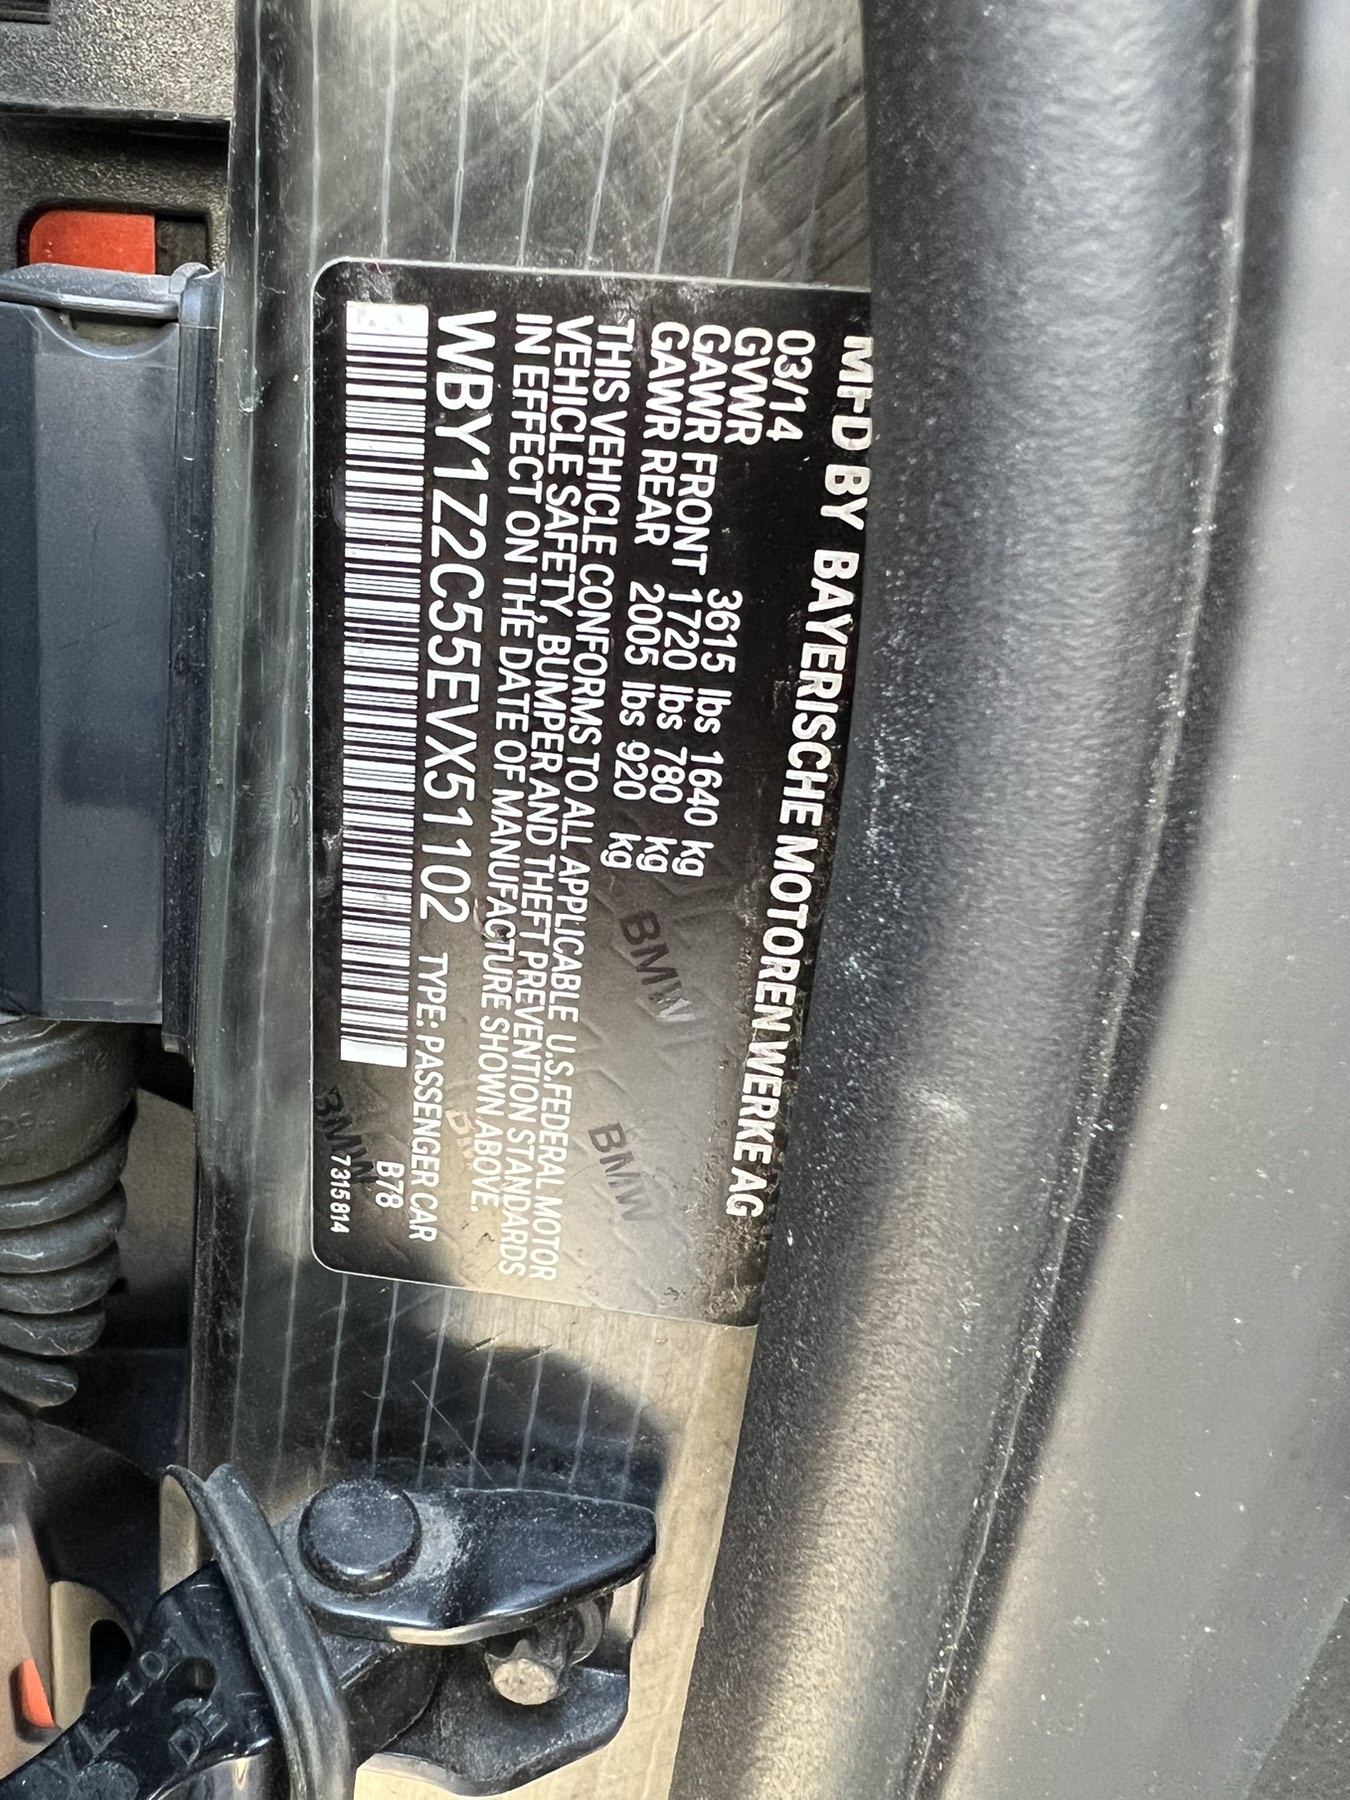 MFD BY BAYERISCHE MOTOREN WERKE AG
03/14
GVWR 3615 lbs 1640 kg
GAWR FRONT 1720 lbs 780 kg
GAWR REAR 2005 lbs 920 kg
THIS VEHICLE CONFORMS TO ALL APPLICABLE U.S.FEDERAL MOTOR
VEHICLE SAFETY, BUMPER AND THEFT PREVENTION STANDARDS
IN EFFECT ON THE DATE OF MANUFACTURE SHOWN ABOVE.
WBY1Z2C55EVX51102 TYPE: PASSENGER CAR
B78
7315814
BMW
BMW
BMW